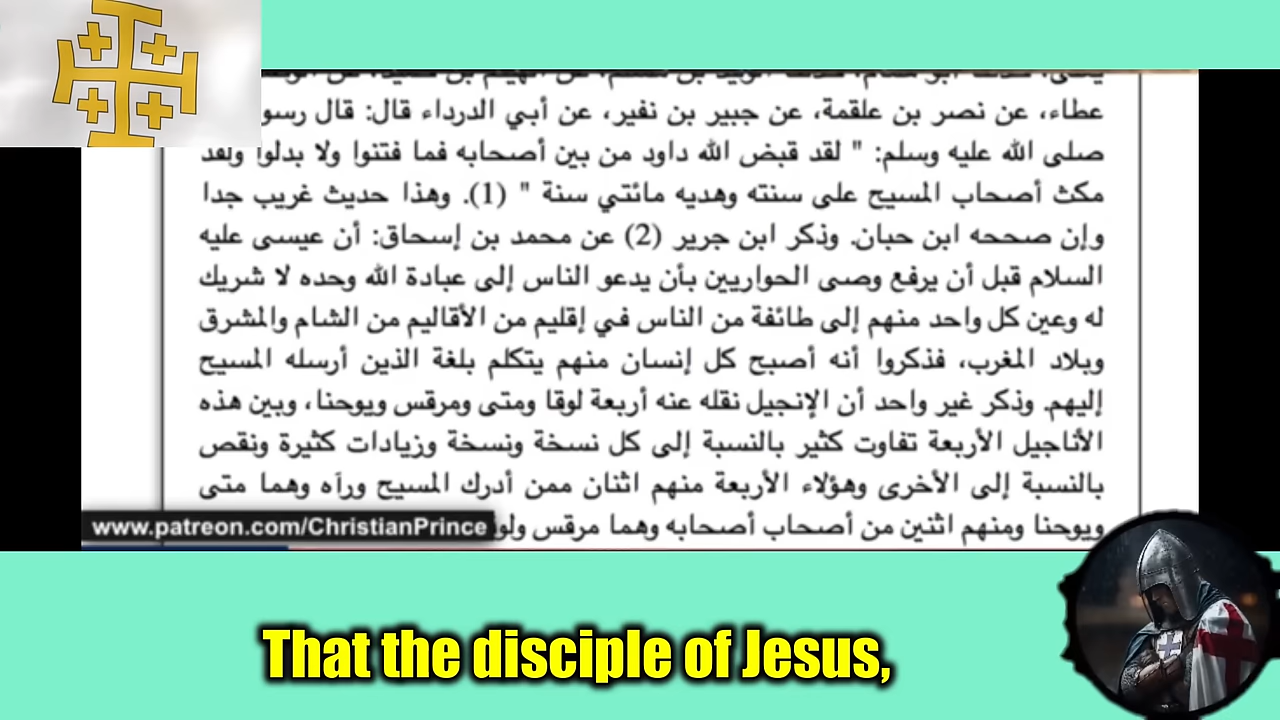 عطاء، عن نصر بن علقمة، عن جبير بن نفير، عن أبي الدرداء قال: قال رسو
صلى الله عليه وسلم: " لقد قبض الله داود من بين أصحابه فما فتنوا ولا بدلوا ولقد
مكث أصحاب المسيح على سنته وهديه مائتي سنة " (1). وهذا حديث غريب جدا
وإن صححه ابن حبان. وذكر ابن جرير (2) عن محمد بن إسحاق: أن عيسى عليه
السلام قبل أن يرفع وصى الحواريين بأن يدعو الناس إلى عبادة الله وحده لا شريك
له وعين كل واحد منهم إلى طائفة من الناس في إقليم من الأقاليم من الشام والمشرق
وبلاد المغرب، فذكروا أنه أصبح كل إنسان منهم يتكلم بلغة الذين أرسله المسيح
إليهم. وذكر غير واحد أن الإنجيل نقله عنه أربعة لوقا ومتى ومرقس ويوحنا، وبين هذه
الأناجيل الأربعة تفاوت كثير بالنسبة إلى كل نسخة ونسخة وزيادات كثيرة ونقص
بالنسبة إلى الأخرى وهؤلاء الأربعة منهم اثنان ممن أدرك المسيح ورآه وهما متى
ويوحنا ومنهم اثنين من أصحاب أصحابه وهما مرقس ولو
www.patreon.com/ChristianPrince
That the disciple of Jesus,